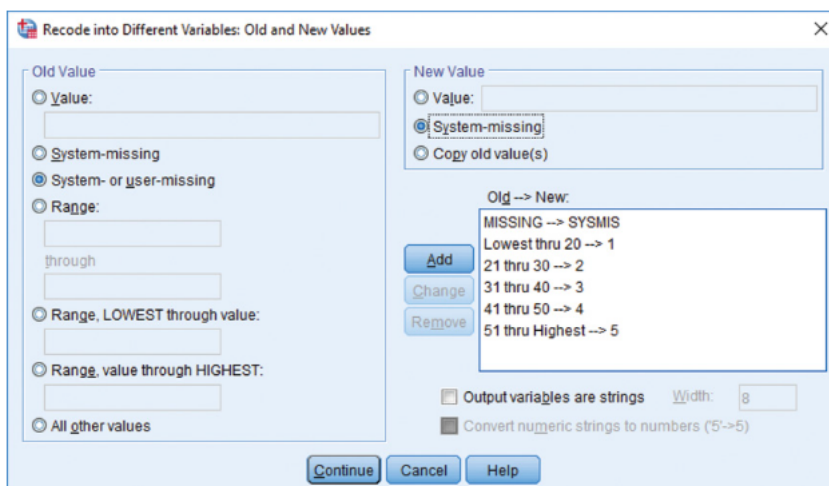 Recode into Different Variables: Old and New Values
Old Value
Value:
System-missing
System- or user-missing
Range:
through
Range, LOWEST through value:
Range, value through HIGHEST:
All other values
New Value
Value:
System-missing
Copy old value(s)
Old --> New:
MISSING --> SYSMIS
Lowest thru 20 --> 1
21 thru 30 --> 2
31 thru 40 --> 3
41 thru 50 --> 4
51 thru Highest --> 5
Add
Change
Remove
Output variables are strings
Width:
8
Convert numeric strings to numbers ('5'->5)
Continue
Cancel
Help